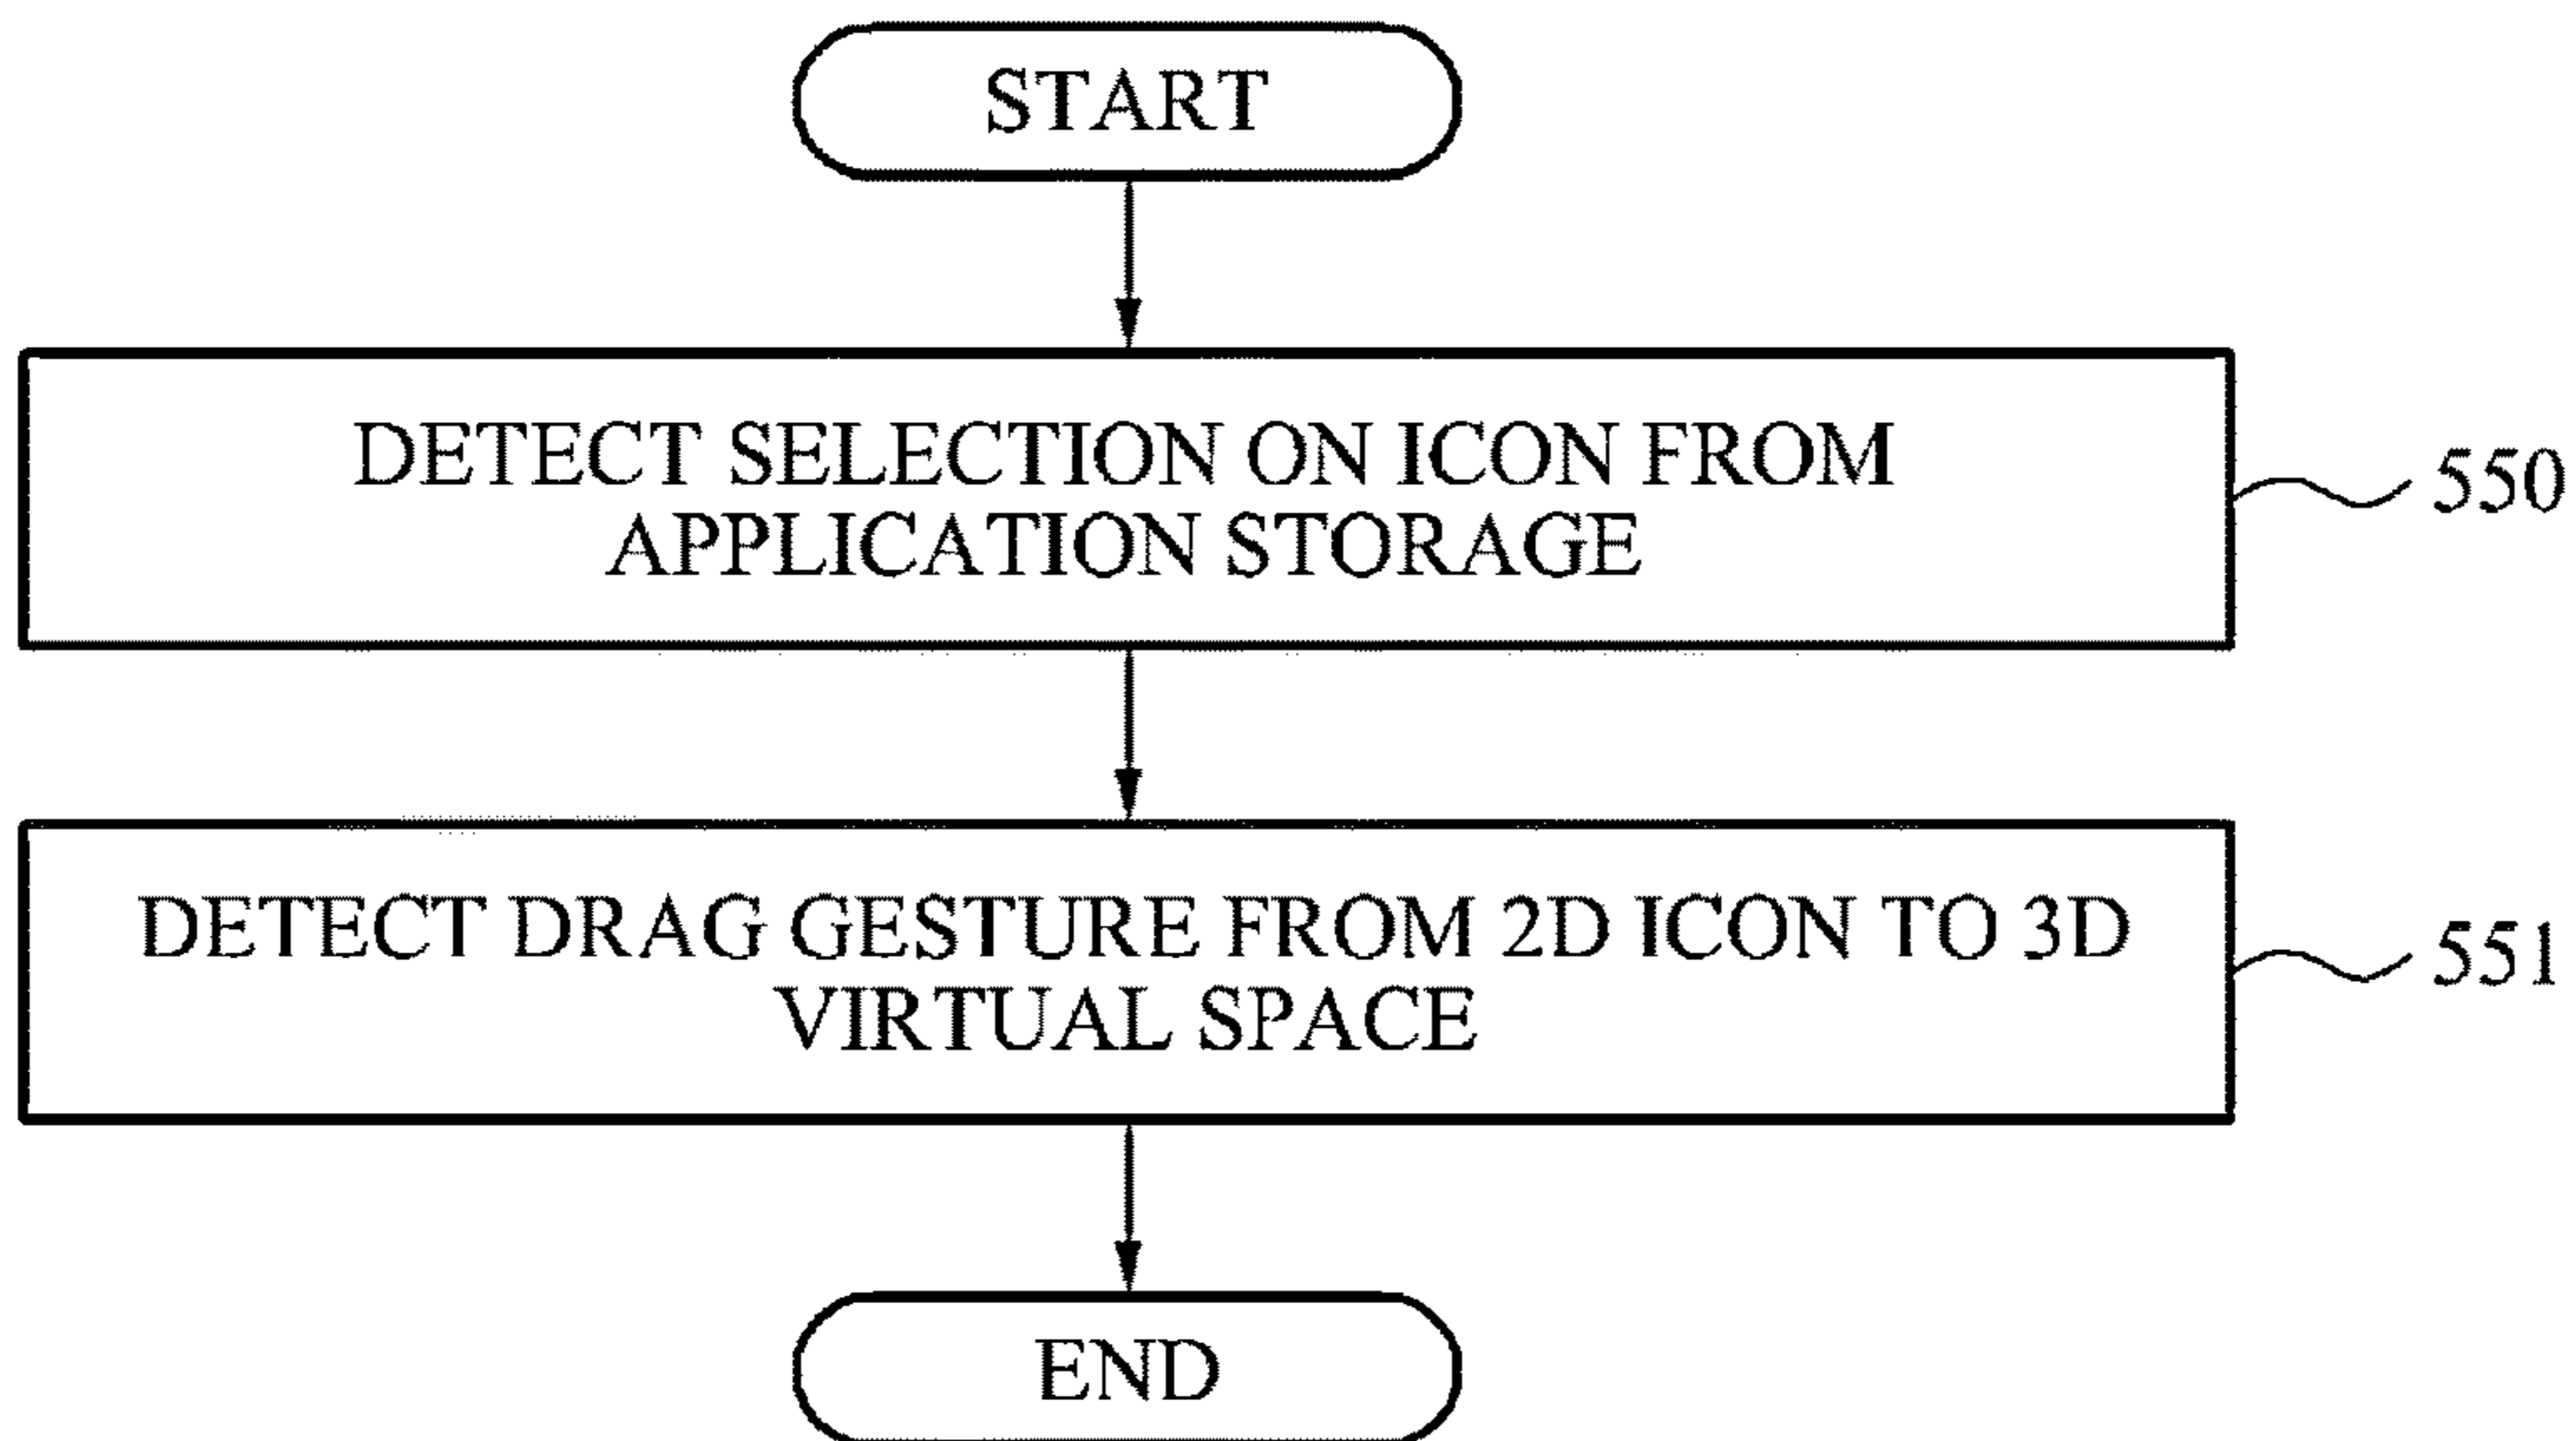 START
DETECT SELECTION ON ICON FROM
APPLICATION STORAGE
550
DETECT DRAG GESTURE FROM 2D ICON TO 3D
VIRTUAL SPACE
551
END